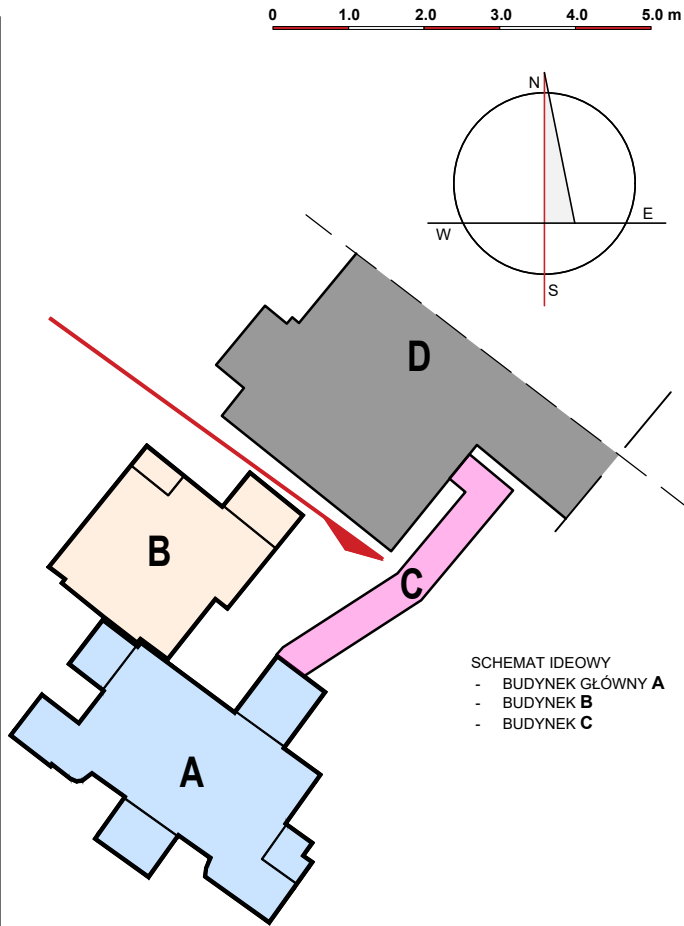 0 1.0 2.0 3.0 4.0 5.0 m
N
W E
S
D
B
C
A
SCHEMAT IDEOWY
- BUDYNEK GŁÓWNY A
- BUDYNEK B
- BUDYNEK C